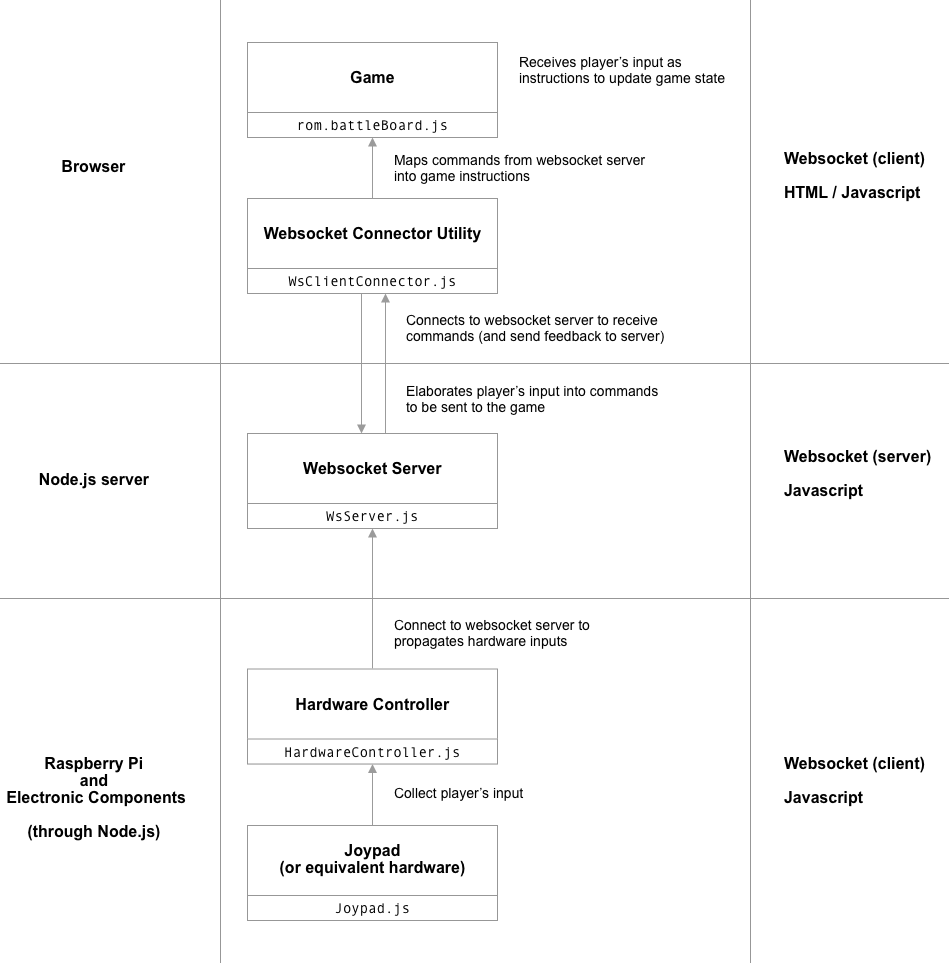 Game
rom.battleBoard.js
Receives player’s input as
instructions to update game state
Browser
Maps commands from websocket server
into game instructions
Websocket (client)
HTML / Javascript
Websocket Connector Utility
WsClientConnector.js
Connects to websocket server to receive
commands (and send feedback to server)
Elaborates player’s input into commands
to be sent to the game
Node.js server
Websocket Server
WsServer.js
Websocket (server)
Javascript
Connect to websocket server to
propagates hardware inputs
Hardware Controller
HardwareController.js
Raspberry Pi
and
Electronic Components
(through Node.js)
Collect player’s input
Websocket (client)
Javascript
Joypad
(or equivalent hardware)
Joypad.js